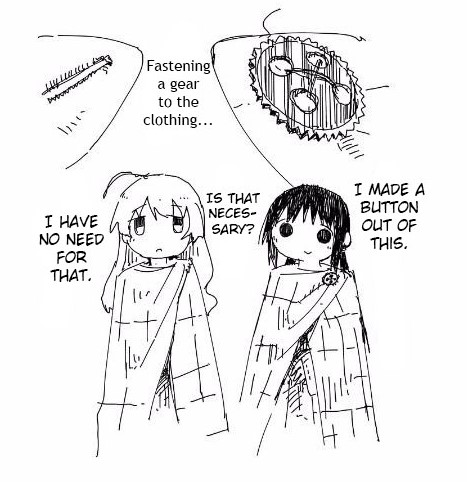 Fastening
a gear
to the
clothing...
I HAVE
NO NEED
FOR
THAT.
IS THAT
NECES-
SARY?
I MADE A
BUTTON
OUT OF
THIS.